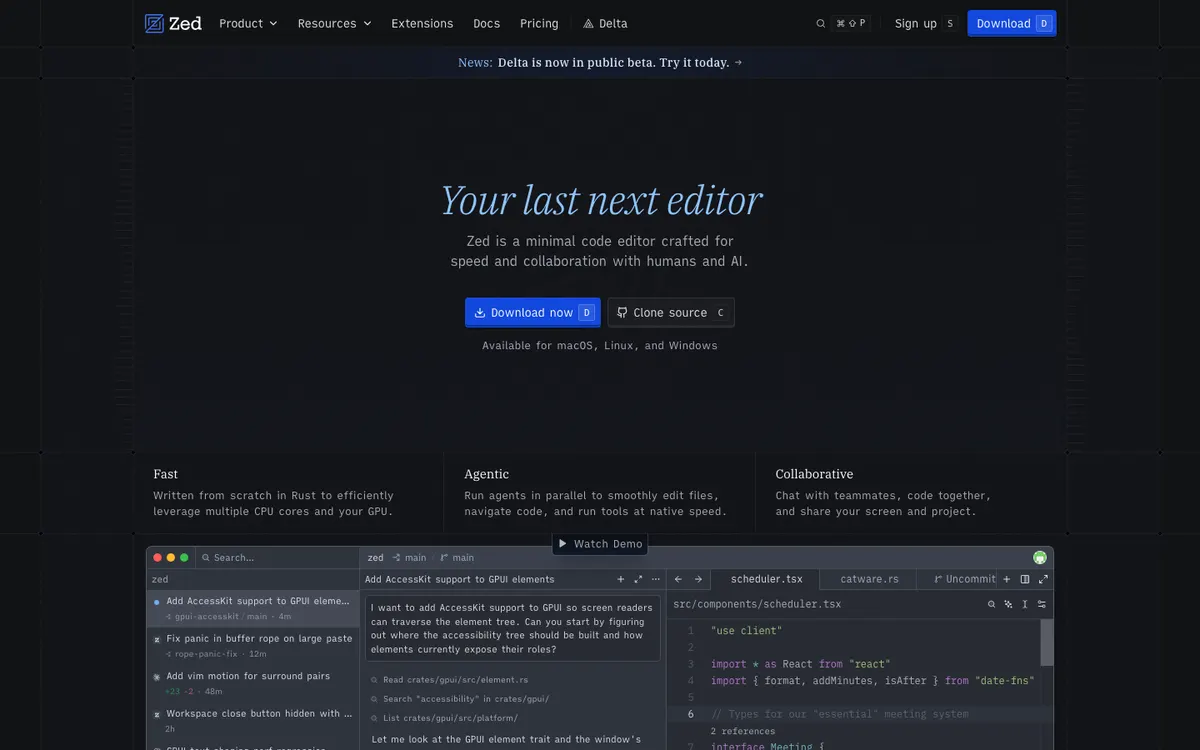 Zed Product Resources Extensions Docs Pricing Delta ⌘ ⇧ P Sign up S Download D
News: Delta is now in public beta. Try it today. →
Your last next editor
Zed is a minimal code editor crafted for
speed and collaboration with humans and AI.
Download now D Clone source C
Available for macOS, Linux, and Windows
Fast
Written from scratch in Rust to efficiently
leverage multiple CPU cores and your GPU.
Agentic
Run agents in parallel to smoothly edit files,
navigate code, and run tools at native speed.
Collaborative
Chat with teammates, code together,
and share your screen and project.
Watch Demo
Search...
zed main main
zed
Add AccessKit support to GPUI eleme...
gpui-accesskit / main · 4m
Fix panic in buffer rope on large paste
rope-panic-fix · 12m
Add vim motion for surround pairs
+23 -2 · 48m
Workspace close button hidden with ...
2h
GPUI text shaping perf regressions
Add AccessKit support to GPUI elements
I want to add AccessKit support to GPUI so screen readers
can traverse the element tree. Can you start by figuring
out where the accessibility tree should be built and how
elements currently expose their roles?
Read crates/gpui/src/element.rs
Search "accessibility" in crates/gpui/
List crates/gpui/src/platform/
Let me look at the GPUI element trait and the window's
scheduler.tsx catware.rs Uncommit
src/components/scheduler.tsx
1 "use client"
2
3 import * as React from "react"
4 import { format, addMinutes, isAfter } from "date-fns"
5
6 // Types for our "essential" meeting system
2 references
7 interface Meeting {